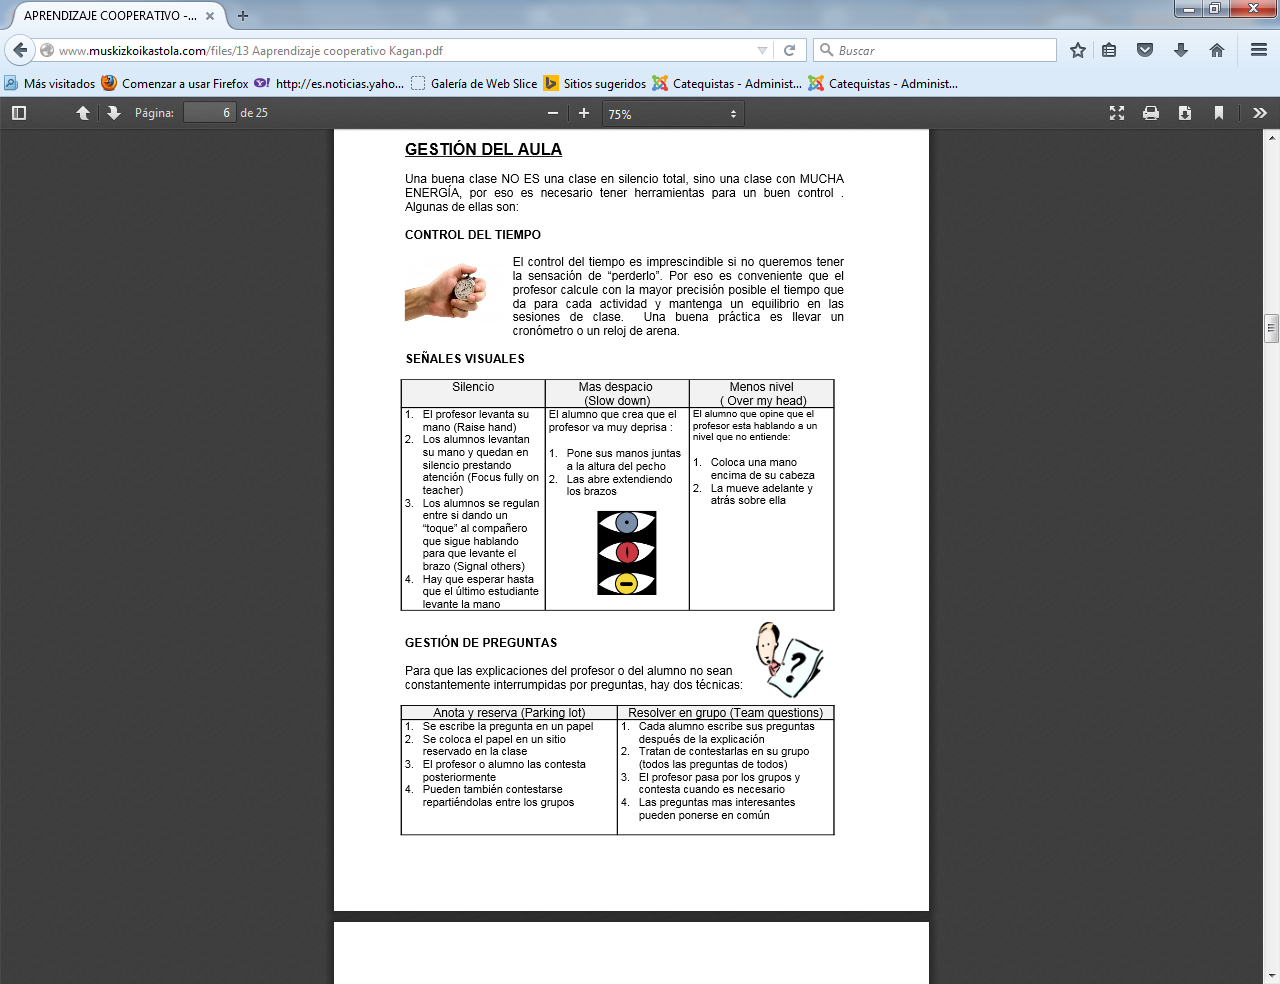 APRENDIZAJE COOPERATIVO -...
www.muskizkoikastola.com/files/13 Aaprendizaje cooperativo Kagan.pdf
Buscar
Más visitados
Comenzar a usar Firefox
http://es.noticias.yaho...
Galería de Web Slice
Sitios sugeridos
Catequistas - Administ...
Catequistas - Administ...
Página: 6 de 25
75%
GESTIÓN DEL AULA
Una buena clase NO ES una clase en silencio total, sino una clase con MUCHA
ENERGÍA, por eso es necesario tener herramientas para un buen control .
Algunas de ellas son:
CONTROL DEL TIEMPO
El control del tiempo es imprescindible si no queremos tener
la sensación de “perderlo”. Por eso es conveniente que el
profesor calcule con la mayor precisión posible el tiempo que
da para cada actividad y mantenga un equilibrio en las
sesiones de clase. Una buena práctica es llevar un
cronómetro o un reloj de arena.
SEÑALES VISUALES
Silencio
1. El profesor levanta su
mano (Raise hand)
2. Los alumnos levantan
su mano y quedan en
silencio prestando
atención (Focus fully on
teacher)
3. Los alumnos se regulan
entre si dando un
“toque” al compañero
que sigue hablando
para que levante el
brazo (Signal others)
4. Hay que esperar hasta
que el último estudiante
levante la mano
Mas despacio
(Slow down)
El alumno que crea que el
profesor va muy deprisa :
1. Pone sus manos juntas
a la altura del pecho
2. Las abre extendiendo
los brazos
Menos nivel
( Over my head)
El alumno que opine que el
profesor esta hablando a un
nivel que no entiende:
1. Coloca una mano
encima de su cabeza
2. La mueve adelante y
atrás sobre ella
GESTIÓN DE PREGUNTAS
Para que las explicaciones del profesor o del alumno no sean
constantemente interrumpidas por preguntas, hay dos técnicas:
?
Anota y reserva (Parking lot)
1. Se escribe la pregunta en un papel
2. Se coloca el papel en un sitio
reservado en la clase
3. El profesor o alumno las contesta
posteriormente
4. Pueden también contestarse
repartiéndolas entre los grupos
Resolver en grupo (Team questions)
1. Cada alumno escribe sus preguntas
después de la explicación
2. Tratan de contestarlas en su grupo
(todos las preguntas de todos)
3. El profesor pasa por los grupos y
contesta cuando es necesario
4. Las preguntas mas interesantes
pueden ponerse en común